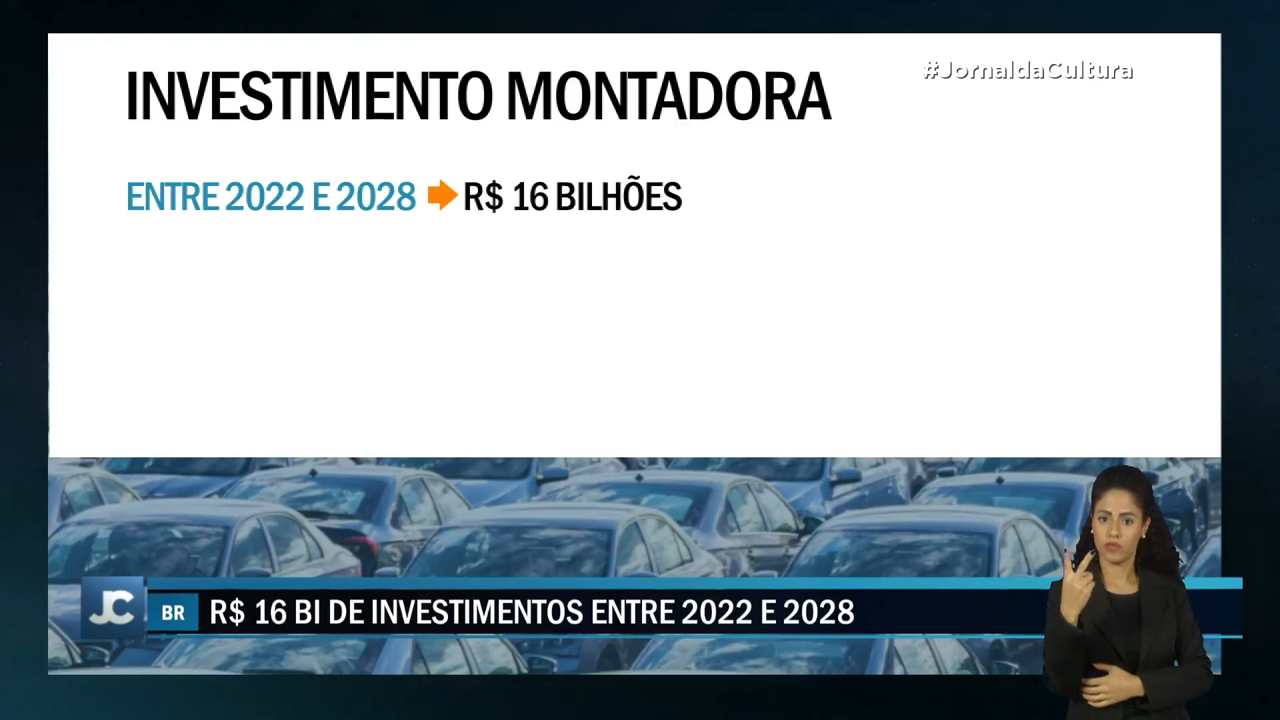 INVESTIMENTO MONTADORA
#JornaldaCultura
ENTRE 2022 E 2028 R$ 16 BILHÕES
JC BR R$ 16 BI DE INVESTIMENTOS ENTRE 2022 E 2028